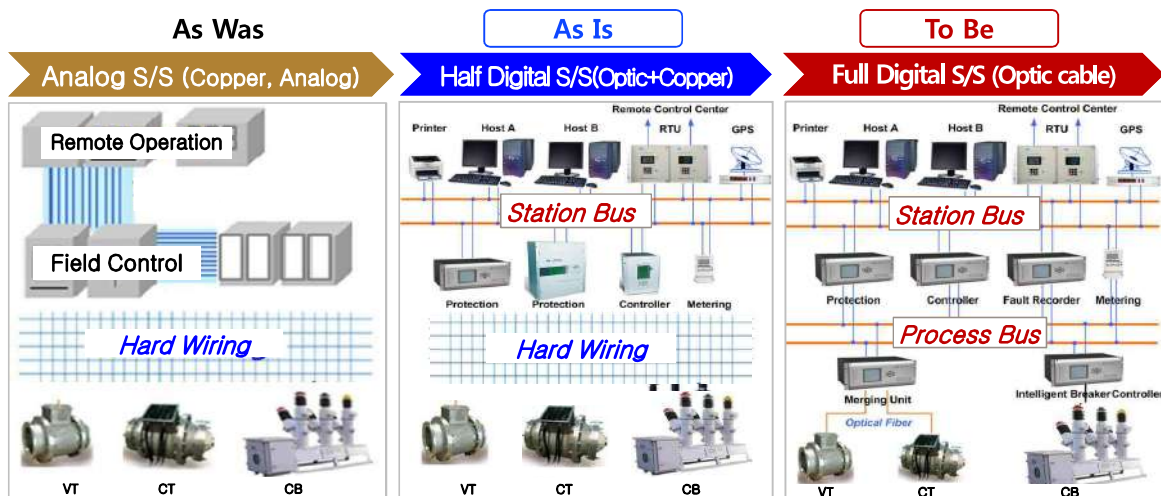 As Was
As Is
To Be
Analog S/S (Copper, Analog)
Half Digital S/S(Optic+Copper)
Full Digital S/S (Optic cable)
Remote Operation
Field Control
Hard Wiring
VT CT CB
Remote Control Center
Printer Host A Host B RTU GPS
Station Bus
Protection Protection Controller Metering
Hard Wiring
VT CT CB
Remote Control Center
Printer Host A Host B RTU GPS
Station Bus
Protection Controller Fault Recorder Metering
Process Bus
Merging Unit Intelligent Breaker Controller
Optical Fiber
VT CT CB